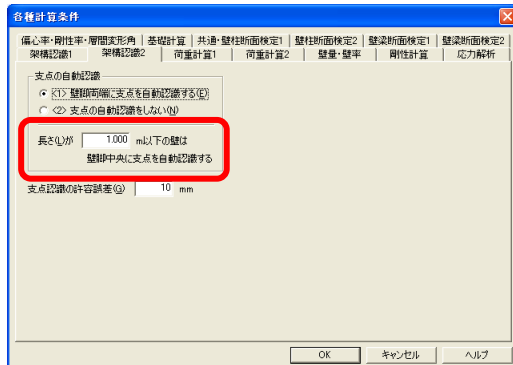 各種計算条件
偏心率・剛性率・層間変形角 基礎計算 共通・壁柱断面検定1 壁柱断面検定2 壁梁断面検定1 壁梁断面検定2
架構認識1 架構認識2 荷重計算1 荷重計算2 壁量・壁率 剛性計算 応力解析
支点の自動認識
<1> 壁脚両端に支点を自動認識する(E)
<2> 支点の自動認識をしない(N)
長さ(L)が 1.000 m以下の壁は
壁脚中央に支点を自動認識する
支点認識の許容誤差(G) 10 mm
OK キャンセル ヘルプ